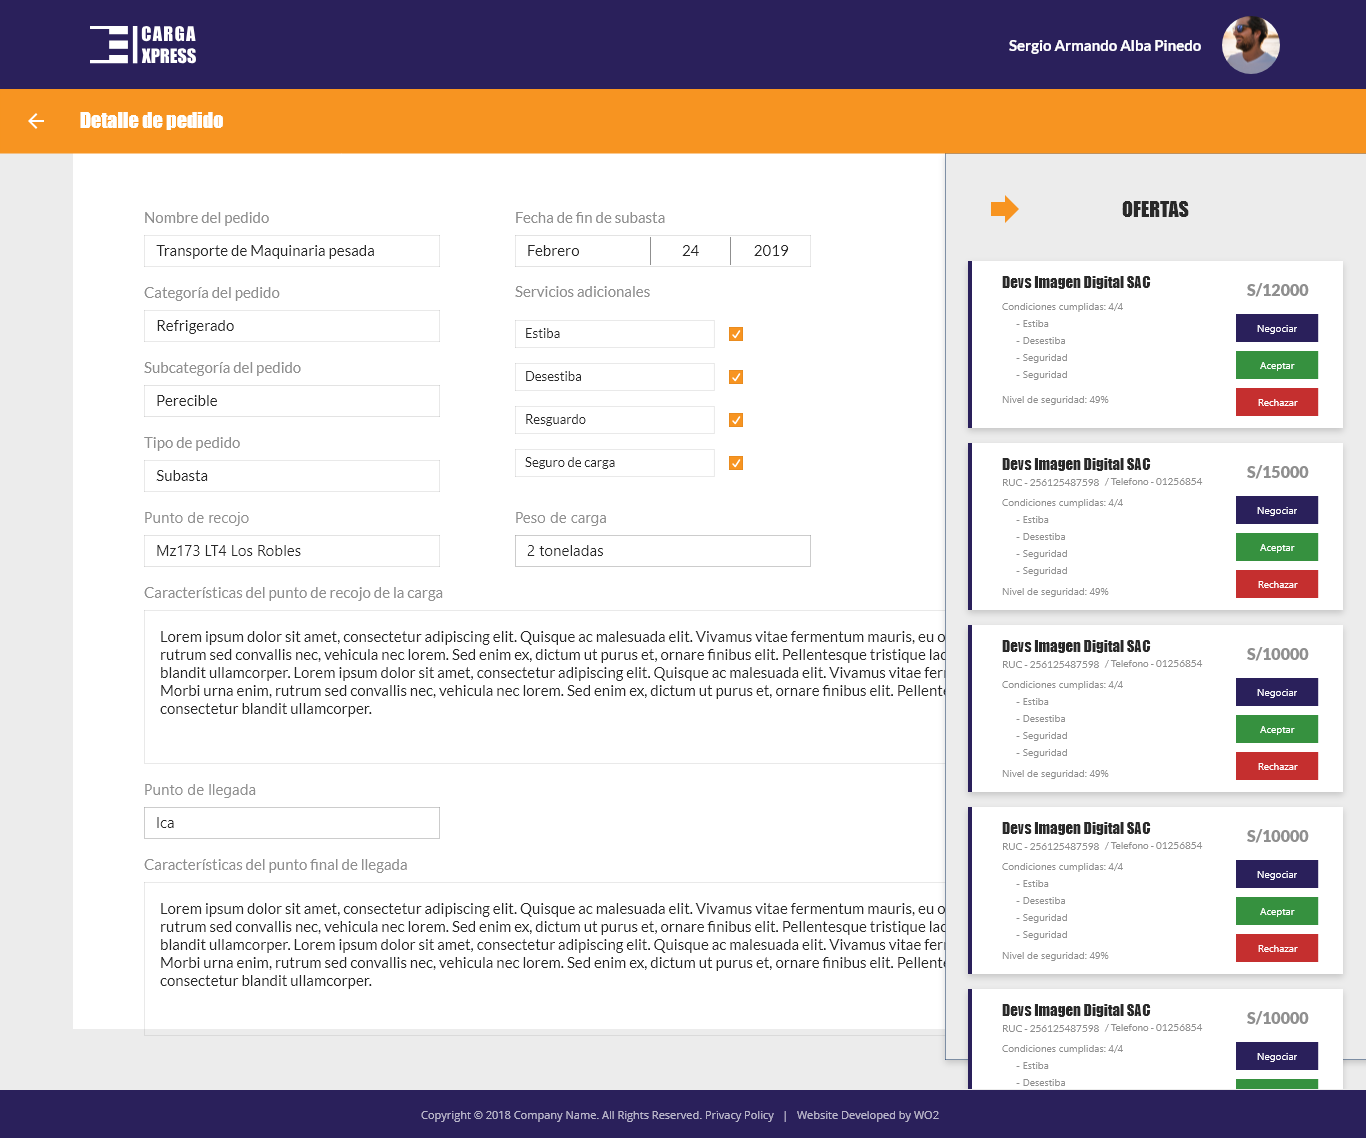 CARGA
XPRESS
Sergio Armando Alba Pinedo
Detalle de pedido
Nombre del pedido
Transporte de Maquinaria pesada
Categoría del pedido
Refrigerado
Subcategoría del pedido
Perecible
Tipo de pedido
Subasta
Punto de recojo
Mz173 LT4 Los Robles
Fecha de fin de subasta
Febrero 24 2019
Servicios adicionales
Estiba
Desestiba
Resguardo
Seguro de carga
Peso de carga
2 toneladas
Características del punto de recojo de la carga
Lorem ipsum dolor sit amet, consectetur adipiscing elit. Quisque ac malesuada elit. Vivamus vitae fermentum mauris, eu o
rutrum sed convallis nec, vehicula nec lorem. Sed enim ex, dictum ut purus et, ornare finibus elit. Pellentesque tristique lac
blandit ullamcorper. Lorem ipsum dolor sit amet, consectetur adipiscing elit. Quisque ac malesuada elit. Vivamus vitae fer
Morbi urna enim, rutrum sed convallis nec, vehicula nec lorem. Sed enim ex, dictum ut purus et, ornare finibus elit. Pellent
consectetur blandit ullamcorper.
Punto de llegada
Ica
Características del punto final de llegada
Lorem ipsum dolor sit amet, consectetur adipiscing elit. Quisque ac malesuada elit. Vivamus vitae fermentum mauris, eu o
rutrum sed convallis nec, vehicula nec lorem. Sed enim ex, dictum ut purus et, ornare finibus elit. Pellentesque tristique lac
blandit ullamcorper. Lorem ipsum dolor sit amet, consectetur adipiscing elit. Quisque ac malesuada elit. Vivamus vitae fer
Morbi urna enim, rutrum sed convallis nec, vehicula nec lorem. Sed enim ex, dictum ut purus et, ornare finibus elit. Pellent
consectetur blandit ullamcorper.
OFERTAS
Devs Imagen Digital SAC
S/12000
Condiciones cumplidas: 4/4
- Estiba
- Desestiba
- Seguridad
- Seguridad
Nivel de seguridad: 49%
Negociar
Aceptar
Rechazar
Devs Imagen Digital SAC
S/15000
RUC - 256125487598 / Telefono - 01256854
Condiciones cumplidas: 4/4
- Estiba
- Desestiba
- Seguridad
- Seguridad
Nivel de seguridad: 49%
Negociar
Aceptar
Rechazar
Devs Imagen Digital SAC
S/10000
RUC - 256125487598 / Telefono - 01256854
Condiciones cumplidas: 4/4
- Estiba
- Desestiba
- Seguridad
- Seguridad
Nivel de seguridad: 49%
Negociar
Aceptar
Rechazar
Devs Imagen Digital SAC
S/10000
RUC - 256125487598 / Telefono - 01256854
Condiciones cumplidas: 4/4
- Estiba
- Desestiba
- Seguridad
- Seguridad
Nivel de seguridad: 49%
Negociar
Aceptar
Rechazar
Devs Imagen Digital SAC
S/10000
RUC - 256125487598 / Telefono - 01256854
Condiciones cumplidas: 4/4
- Estiba
- Desestiba
Negociar
Copyright © 2018 Company Name. All Rights Reserved. Privacy Policy | Website Developed by WO2